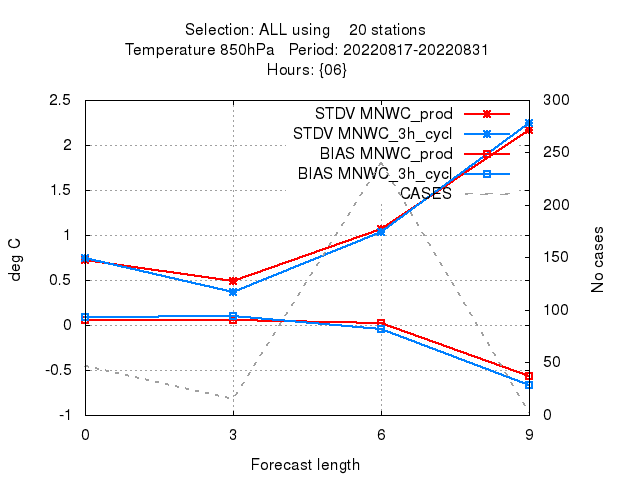 Selection: ALL using 20 stations
Temperature 850hPa Period: 20220817-20220831
Hours: {06}
2.5
2
1.5
1
0.5
0
-0.5
-1
deg C
STDV MNWC_prod
STDV MNWC_3h_cycl
BIAS MNWC_prod
BIAS MNWC_3h_cycl
CASES
300
250
200
150
100
50
0
No cases
0 3 6 9
Forecast length